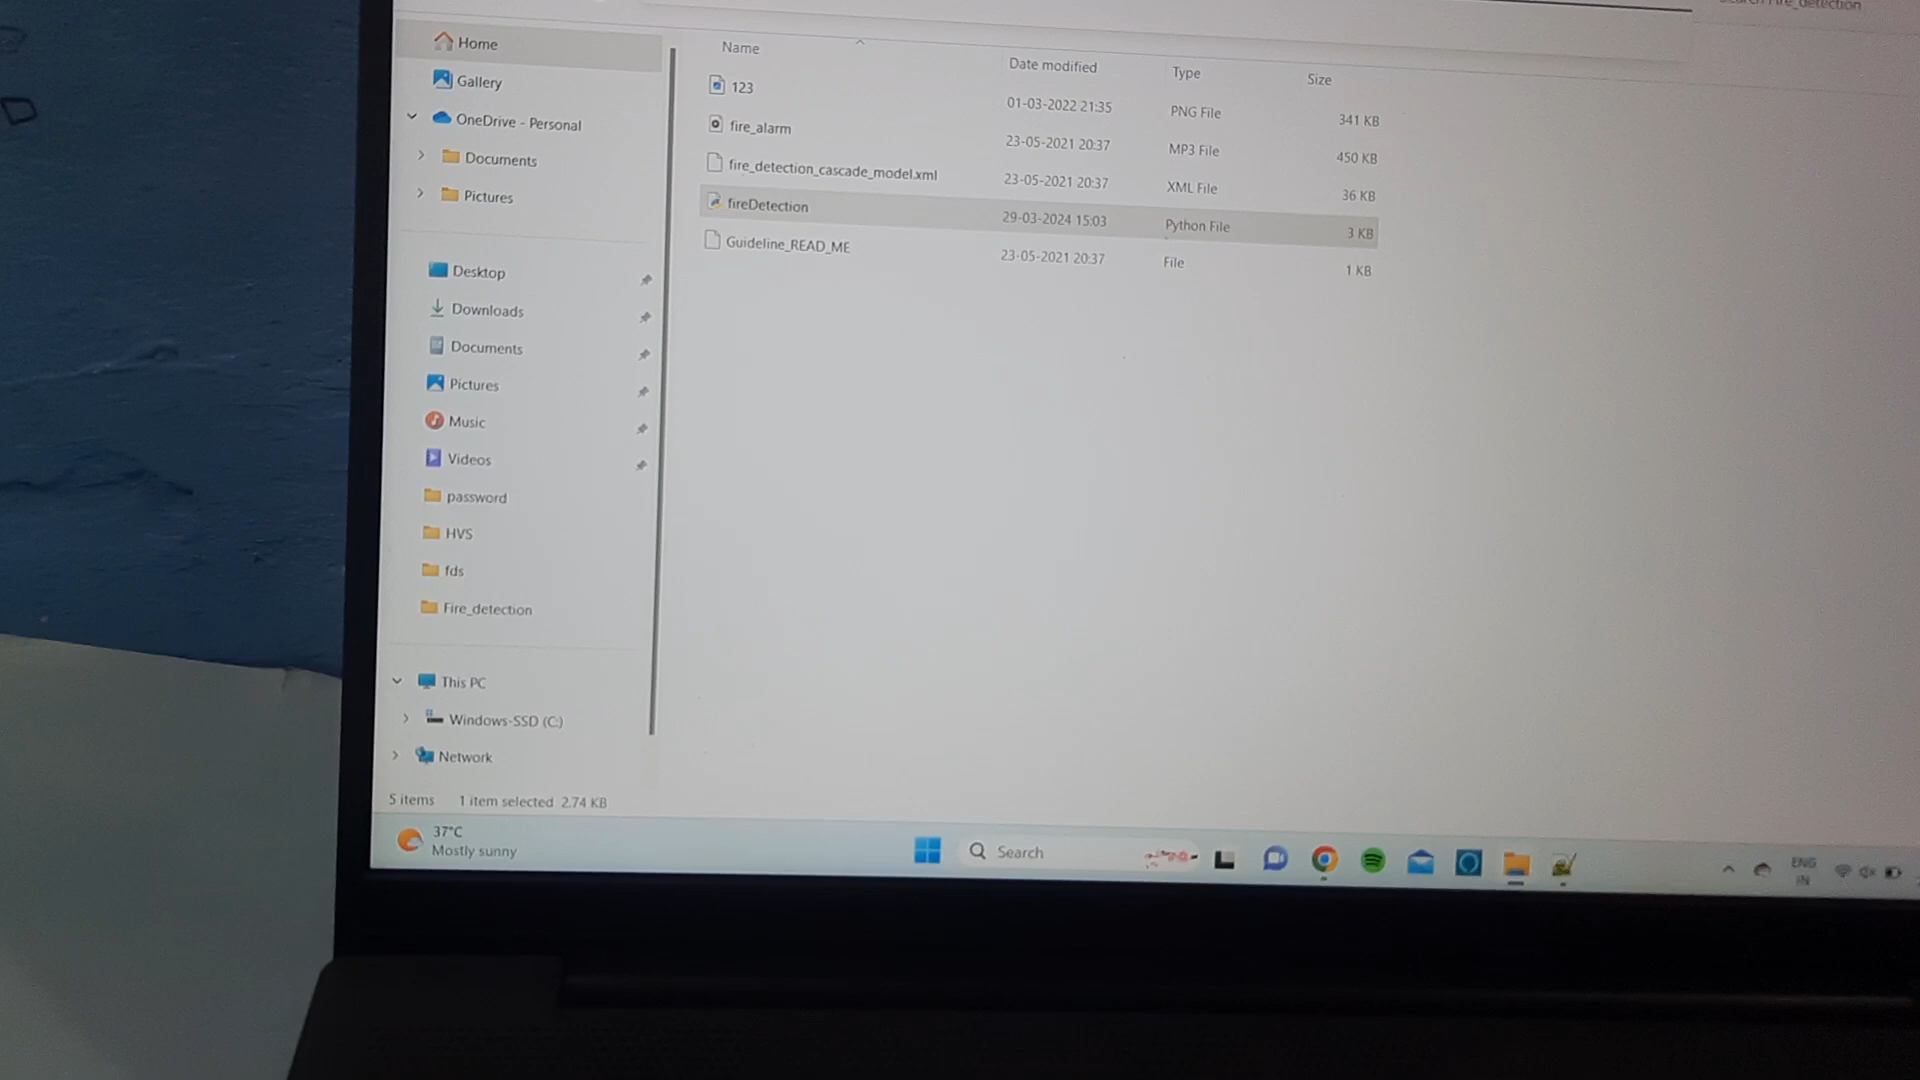 Fire_detection
Home
Gallery
OneDrive - Personal
Documents
Pictures
Desktop
Downloads
Documents
Pictures
Music
Videos
password
HVS
fds
Fire_detection
This PC
Windows-SSD (C:)
Network
Name Date modified Type Size
123 01-03-2022 21:35 PNG File 341 KB
fire_alarm 23-05-2021 20:37 MP3 File 450 KB
fire_detection_cascade_model.xml 23-05-2021 20:37 XML File 36 KB
fireDetection 29-03-2024 15:03 Python File 3 KB
Guideline_READ_ME 23-05-2021 20:37 File 1 KB
5 items 1 item selected 2.74 KB
37°C
Mostly sunny
Search
ENG
IN